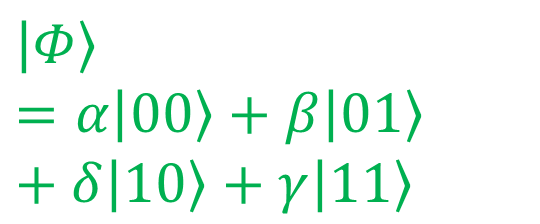 |Φ⟩
= α|00⟩ + β|01⟩
+ δ|10⟩ + γ|11⟩